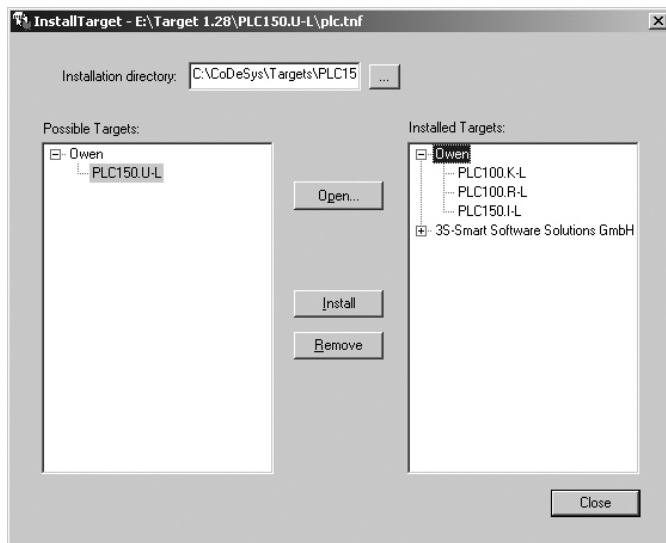 InstallTarget - E:\Target 1.28\PLC150.U-L\plc.tnf
Installation directory: C:\CoDeSys\Targets\PLC15 ...
Possible Targets:
Owen
PLC150.U-L
Open...
Install
Remove
Installed Targets:
Owen
PLC100.K-L
PLC100.R-L
PLC150.I-L
3S-Smart Software Solutions GmbH
Close